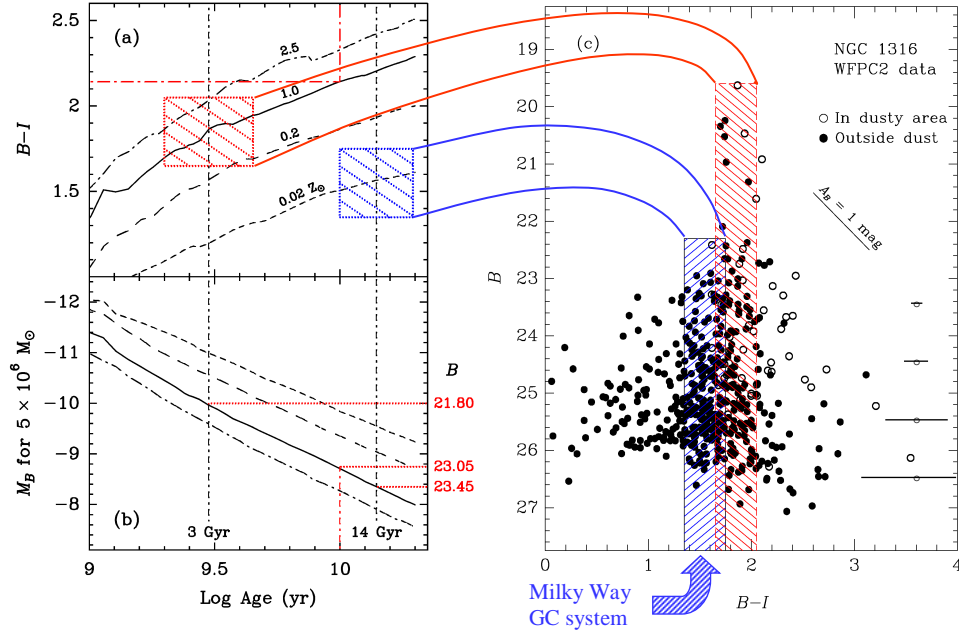 (a)
2.5
1.0
0.2
0.02 Z⊙
2.5
2
1.5
B−I
(b)
−12
−11
−10
−9
−8
M_B for 5 × 10^6 M⊙
B
21.80
23.05
23.45
3 Gyr
14 Gyr
9
9.5
10
Log Age (yr)
(c)
NGC 1316
WFPC2 data
In dusty area
Outside dust
A_B = 1 mag
19
20
21
22
23
24
25
26
27
B
0
1
2
3
4
B−I
Milky Way
GC system